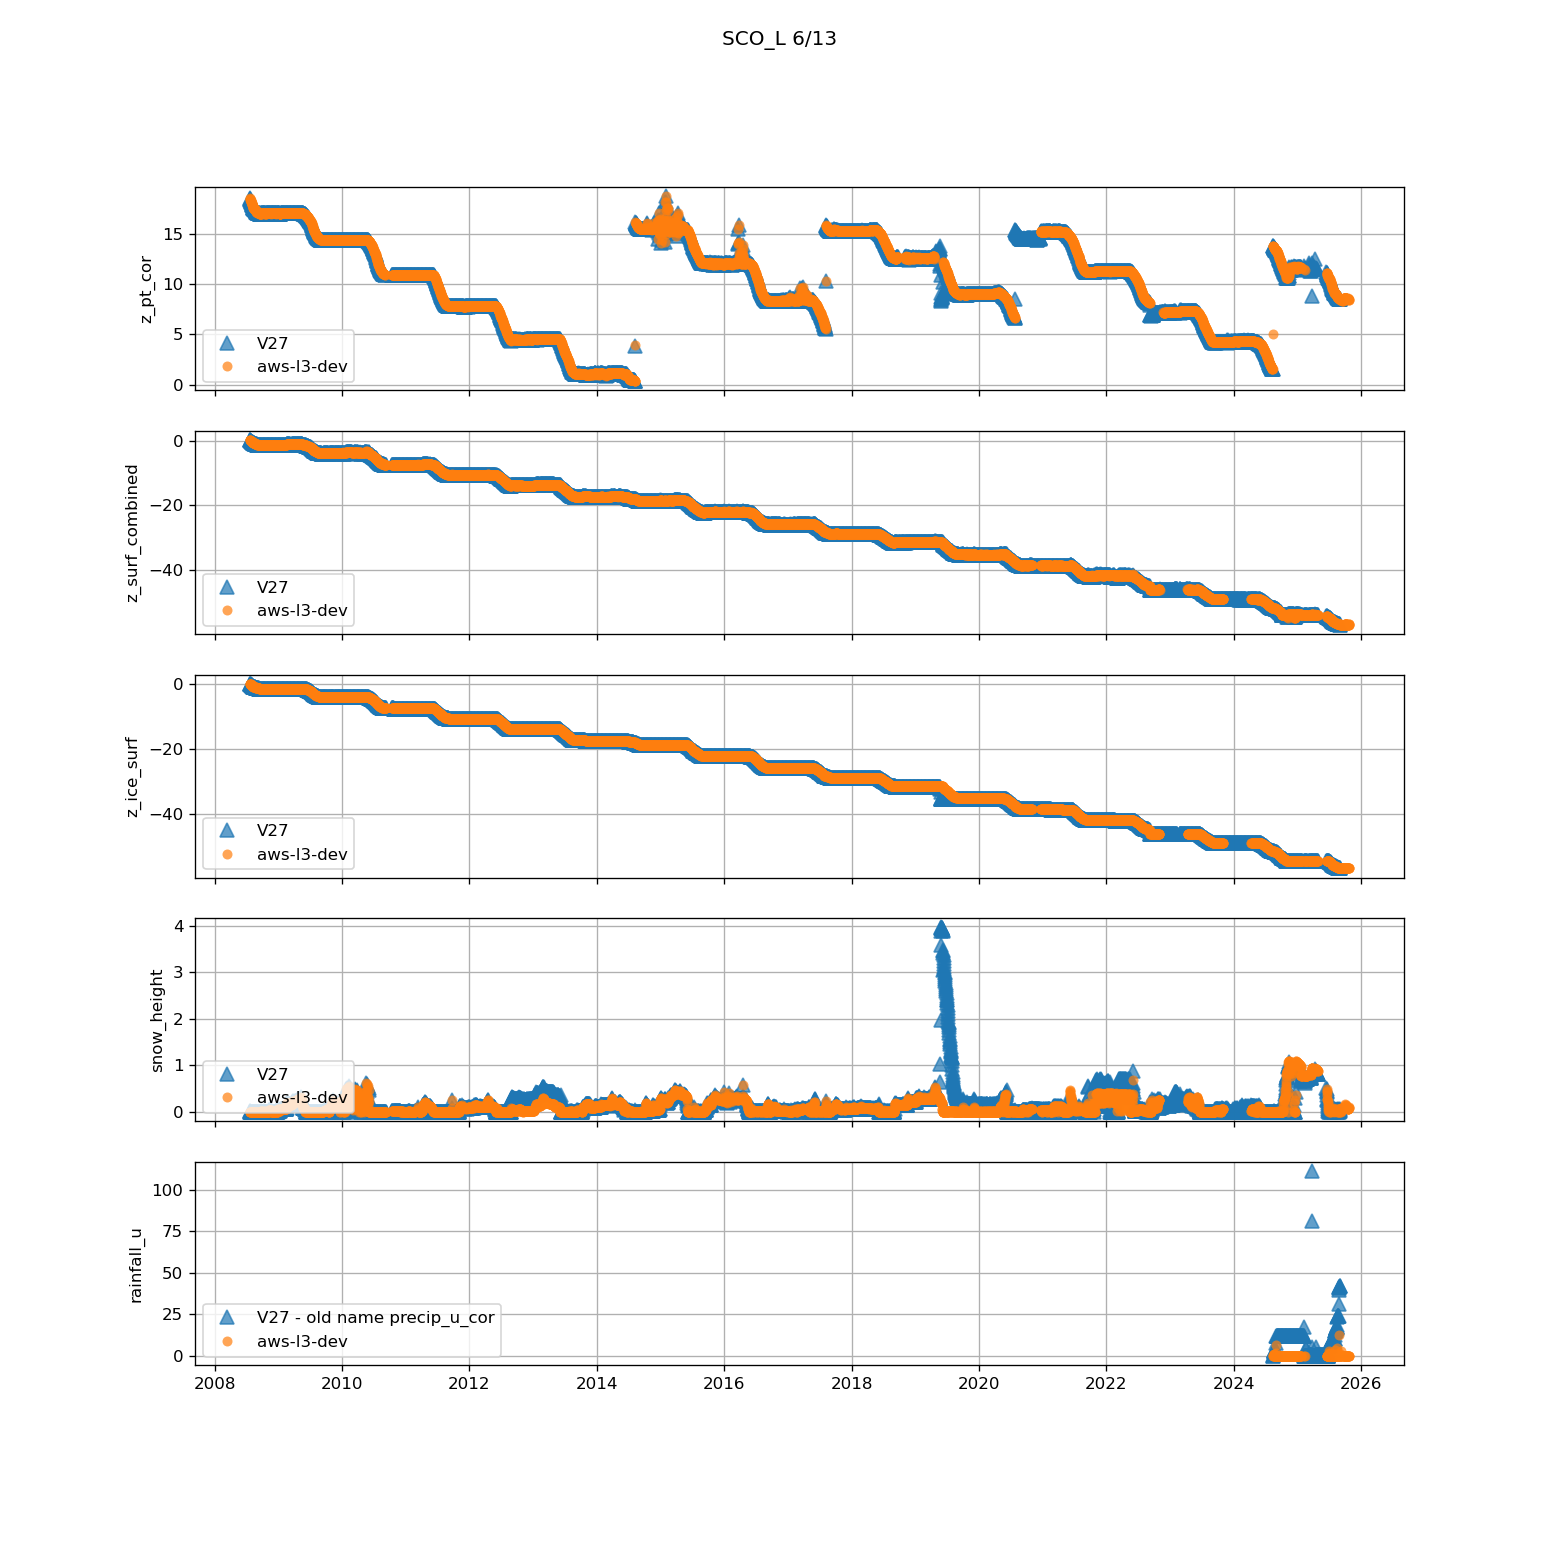 SCO_L 6/13
z_pt_cor
15
10
5
0
V27
aws-l3-dev
z_surf_combined
0
−20
−40
V27
aws-l3-dev
z_ice_surf
0
−20
−40
V27
aws-l3-dev
snow_height
4
3
2
1
0
V27
aws-l3-dev
rainfall_u
100
75
50
25
0
V27 - old name precip_u_cor
aws-l3-dev
2008 2010 2012 2014 2016 2018 2020 2022 2024 2026